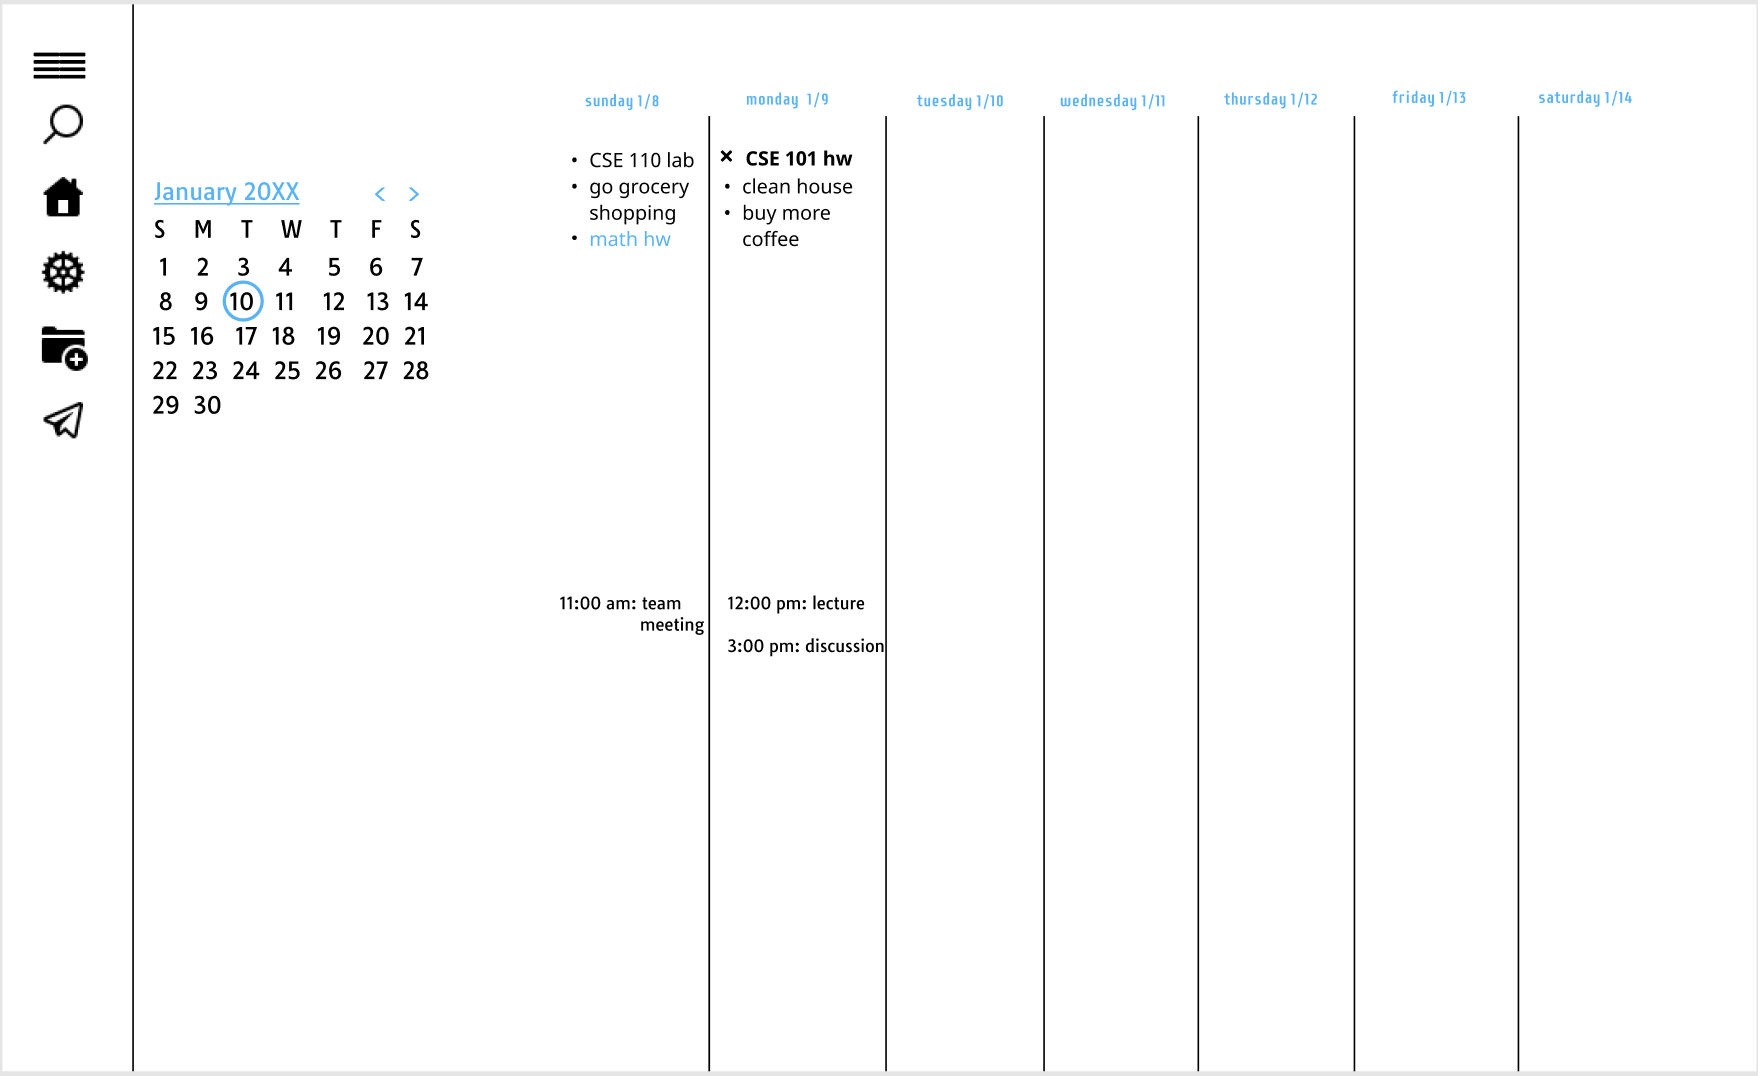 January 20XX < >
S M T W T F S
1 2 3 4 5 6 7
8 9 10 11 12 13 14
15 16 17 18 19 20 21
22 23 24 25 26 27 28
29 30
sunday 1/8
• CSE 110 lab
• go grocery
shopping
• math hw
11:00 am: team
meeting
monday 1/9
× CSE 101 hw
• clean house
• buy more
coffee
12:00 pm: lecture
3:00 pm: discussion
tuesday 1/10
wednesday 1/11
thursday 1/12
friday 1/13
saturday 1/14